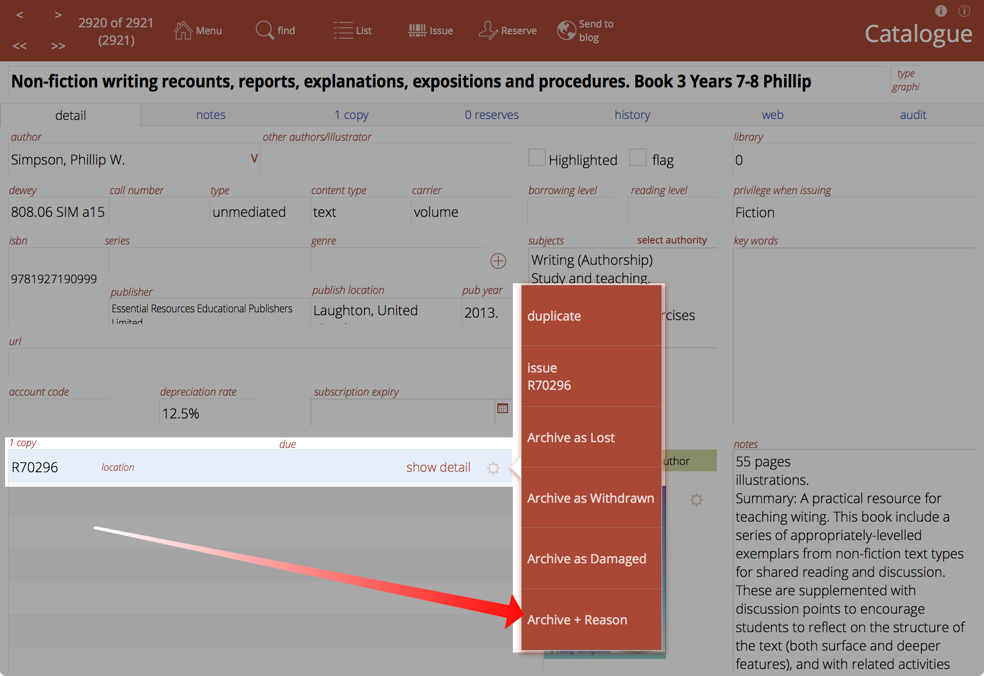 < >
2920 of 2921
(2921)
<< >>
Menu
find
List
Issue
Reserve
Send to
blog
Catalogue
Non-fiction writing recounts, reports, explanations, expositions and procedures. Book 3 Years 7-8 Phillip
type
graphi
detail notes 1 copy 0 reserves history web audit
author other authors/illustrator library
Simpson, Phillip W. V Highlighted flag 0
dewey call number type content type carrier borrowing level reading level privilege when issuing
808.06 SIM a15 unmediated text volume Fiction
isbn series genre subjects select authority key words
9781927190999
Writing (Authorship)
Study and teaching.
rcises
publisher publish location pub year
Essential Resources Educational Publishers
Limited
Laughton, United
2013.
url
account code depreciation rate subscription expiry
12.5%
1 copy due
R70296 location show detail
duplicate
issue
R70296
Archive as Lost
Archive as Withdrawn
Archive as Damaged
Archive + Reason
uthor
notes
55 pages
illustrations.
Summary: A practical resource for
teaching witing. This book include a
series of appropriately-levelled
exemplars from non-fiction text types
for shared reading and discussion.
These are supplemented with
discussion points to encourage
students to reflect on the structure of
the text (both surface and deeper
features), and with related activities